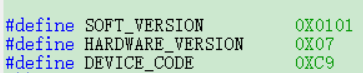 #define SOFT_VERSION 0X0101
#define HARDWARE_VERSION 0X07
#define DEVICE_CODE 0XC9